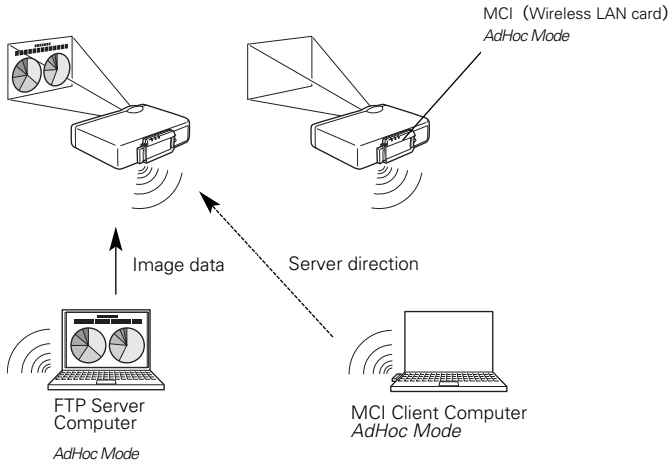 MCI (Wireless LAN card)
AdHoc Mode
Image data
Server direction
FTP Server
Computer
AdHoc Mode
MCI Client Computer
AdHoc Mode